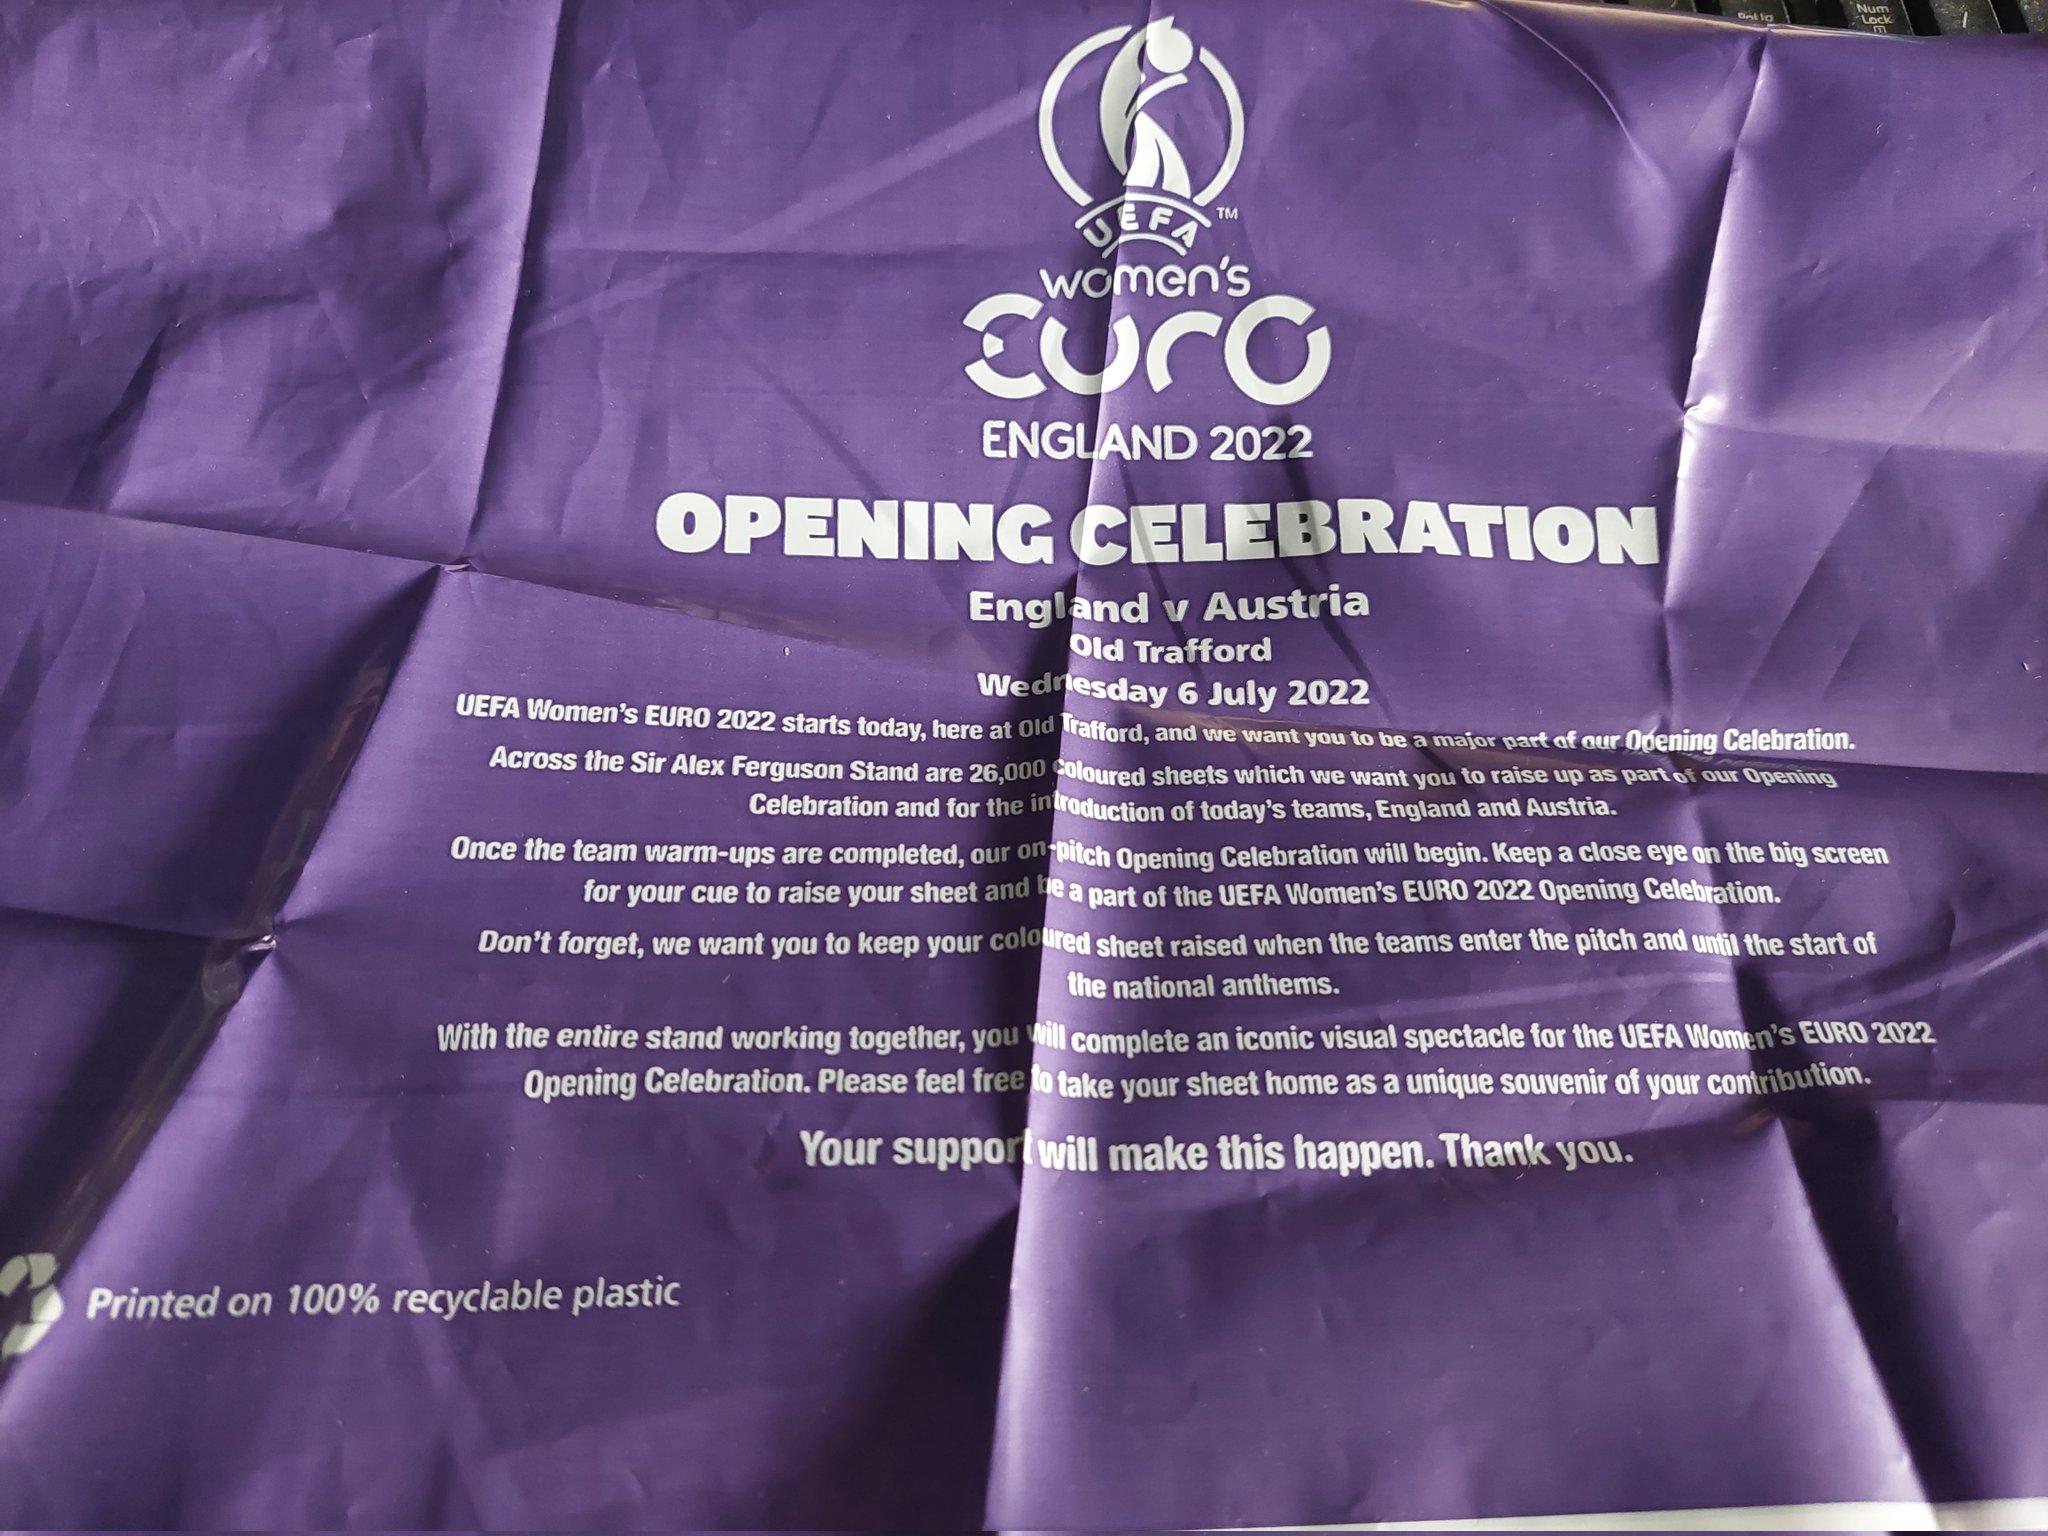 Num
Lock
UEFA™
women's
EURO
ENGLAND 2022
OPENING CELEBRATION
England v Austria
Old Trafford
Wednesday 6 July 2022
UEFA Women's EURO 2022 starts today, here at Old Trafford, and we want you to be a major part of our Opening Celebration.
Across the Sir Alex Ferguson Stand are 26,000 coloured sheets which we want you to raise up as part of our Opening
Celebration and for the introduction of today's teams, England and Austria.
Once the team warm-ups are completed, our on-pitch Opening Celebration will begin. Keep a close eye on the big screen
for your cue to raise your sheet and be a part of the UEFA Women's EURO 2022 Opening Celebration.
Don't forget, we want you to keep your coloured sheet raised when the teams enter the pitch and until the start of
the national anthems.
With the entire stand working together, you will complete an iconic visual spectacle for the UEFA Women's EURO 2022
Opening Celebration. Please feel free to take your sheet home as a unique souvenir of your contribution.
Your support will make this happen. Thank you.
Printed on 100% recyclable plastic